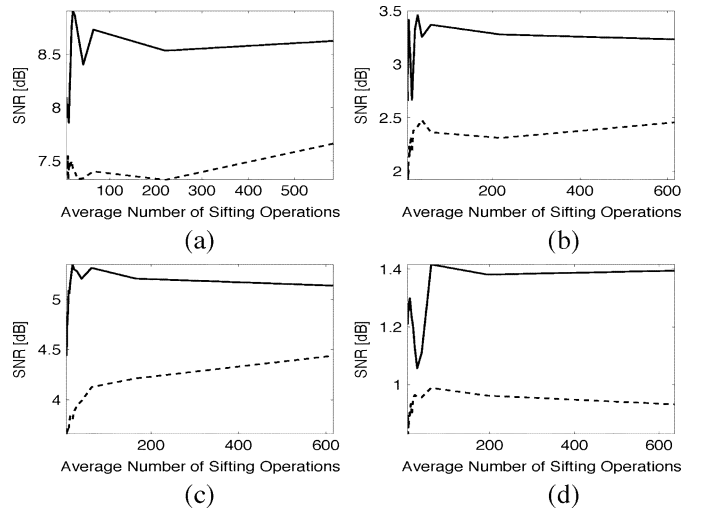 SNR [dB]
8.5
8
7.5
100 200 300 400 500
Average Number of Sifting Operations
(a)
SNR [dB]
3.5
3
2.5
2
200 400 600
Average Number of Sifting Operations
(b)
SNR [dB]
5
4.5
4
200 400 600
Average Number of Sifting Operations
(c)
SNR [dB]
1.4
1.2
1
200 400 600
Average Number of Sifting Operations
(d)